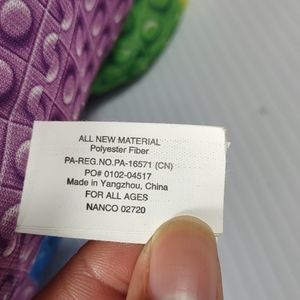 ALL NEW MATERIAL
Polyester Fiber
PA-REG.NO.PA-16571 (CN)
PO# 0102-04517
Made in Yangzhou, China
FOR ALL AGES
NANCO 02720